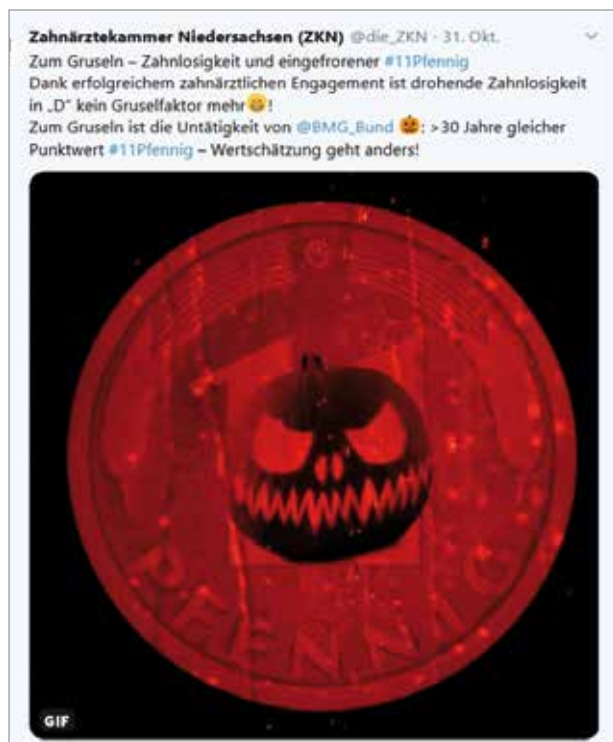 Zahnärztekammer Niedersachsen (ZKN) @die_ZKN · 31. Okt.
Zum Gruseln – Zahnlosigkeit und eingefrorener #11Pfennig
Dank erfolgreichem zahnärztlichen Engagement ist drohende Zahnlosigkeit
in „D" kein Gruselfaktor mehr😀!
Zum Gruseln ist die Untätigkeit von @BMG_Bund 🎃: >30 Jahre gleicher
Punktwert #11Pfennig – Wertschätzung geht anders!
PFENNIG
GIF